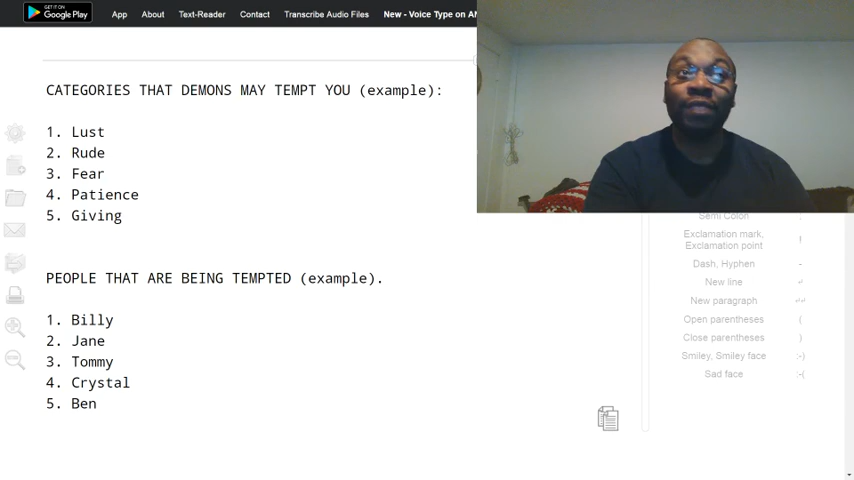 GET IT ON
Google Play
App About Text-Reader Contact Transcribe Audio Files New - Voice Type on
CATEGORIES THAT DEMONS MAY TEMPT YOU (example):
1. Lust
2. Rude
3. Fear
4. Patience
5. Giving
PEOPLE THAT ARE BEING TEMPTED (example).
1. Billy
2. Jane
3. Tommy
4. Crystal
5. Ben
Semi Colon ;
Exclamation mark,
Exclamation point !
Dash, Hyphen -
New line ↵
New paragraph ↵↵
Open parentheses (
Close parentheses )
Smiley, Smiley face :-)
Sad face :-(